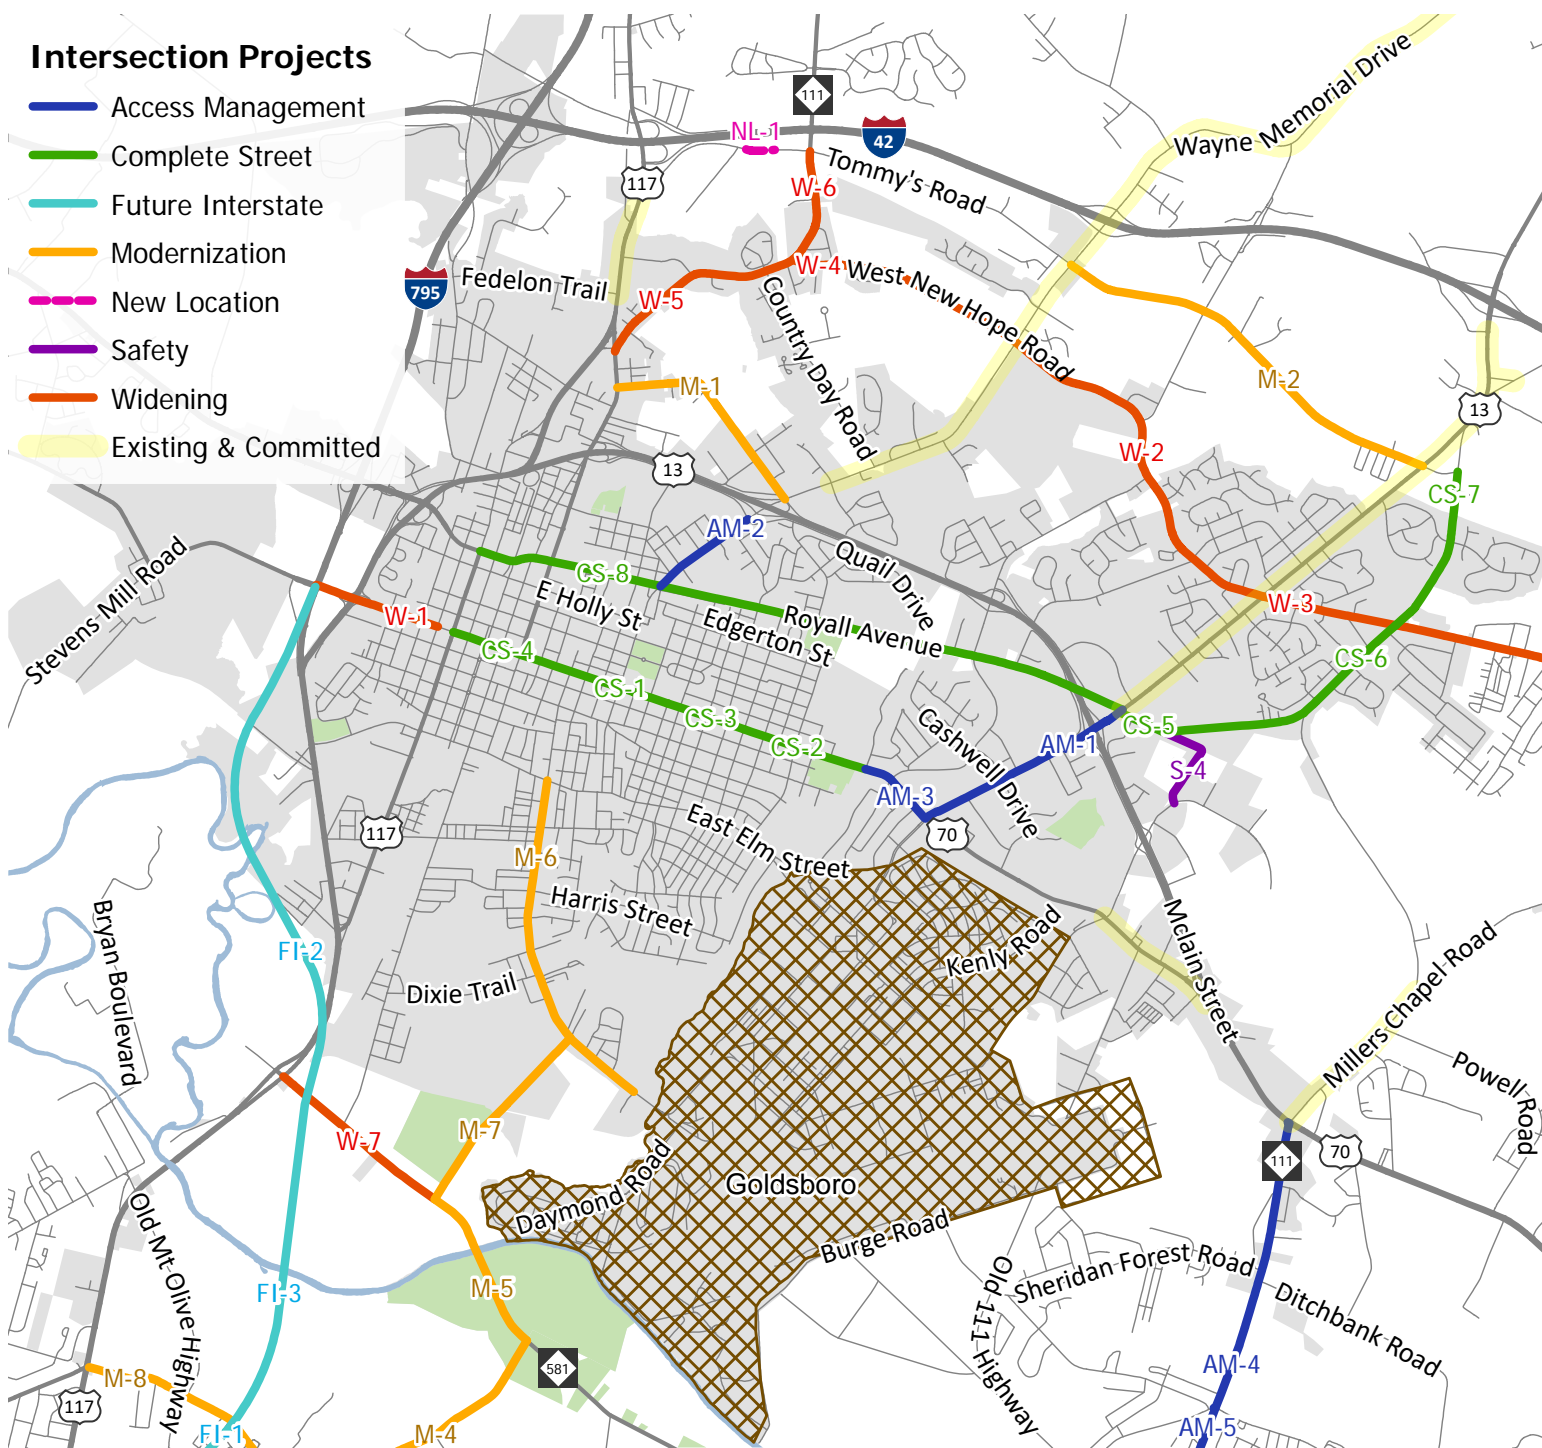 Intersection Projects
Access Management
Complete Street
Future Interstate
Modernization
New Location
Safety
Widening
Existing & Committed
111
NL-1
42
Wayne Memorial Drive
Tommy's Road
117
W-6
W-4
West New Hope Road
Fedelon Trail
795
W-5
Country Day Road
M-1
M-2
13
W-2
13
CS-7
AM-2
Quail Drive
Stevens Mill Road
CS-8
E Holly St
Edgerton St
Royall Avenue
W-3
W-1
CS-4
CS-1
CS-3
CS-2
CS-6
CS-5
Cashwell Drive
AM-1
S-4
AM-3
70
117
East Elm Street
M-6
Harris Street
Bryan Boulevard
FI-2
Dixie Trail
Kenly Road
Mclain Street
Millers Chapel Road
Powell Road
W-7
M-7
Daymond Road
Goldsboro
111
70
Old Mt Olive Highway
Burge Road
Old 111 Highway
Sheridan Forest Road
Ditchbank Road
FI-3
M-5
581
M-8
117
FI-1
M-4
AM-4
AM-5